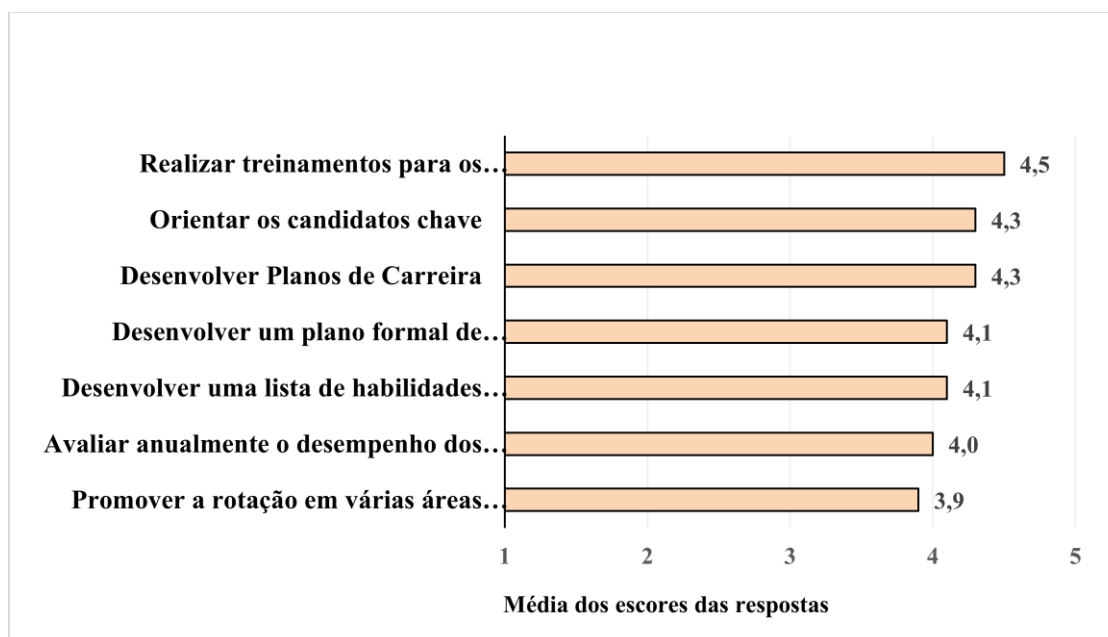 Realizar treinamentos para os…
4,5
Orientar os candidatos chave
4,3
Desenvolver Planos de Carreira
4,3
Desenvolver um plano formal de…
4,1
Desenvolver uma lista de habilidades…
4,1
Avaliar anualmente o desempenho dos…
4,0
Promover a rotação em várias áreas…
3,9
1 2 3 4 5
Média dos escores das respostas